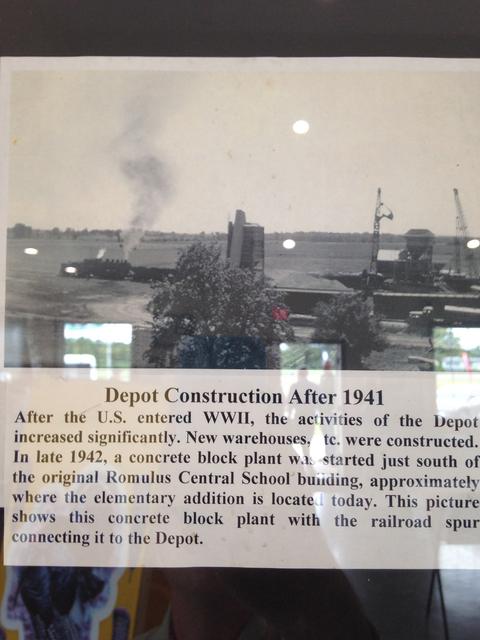 Depot Construction After 1941
After the U.S. entered WWII, the activities of the Depot
increased significantly. New warehouses, tc. were constructed.
In late 1942, a concrete block plant was started just south of
the original Romulus Central School building, approximately
where the elementary addition is located today. This picture
shows this concrete block plant with the railroad spur
connecting it to the Depot.